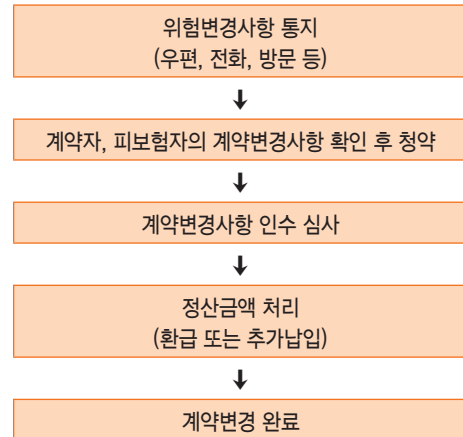 위험변경사항 통지
(우편, 전화, 방문 등)
계약자, 피보험자의 계약변경사항 확인 후 청약
계약변경사항 인수 심사
정산금액 처리
(환급 또는 추가납입)
계약변경 완료